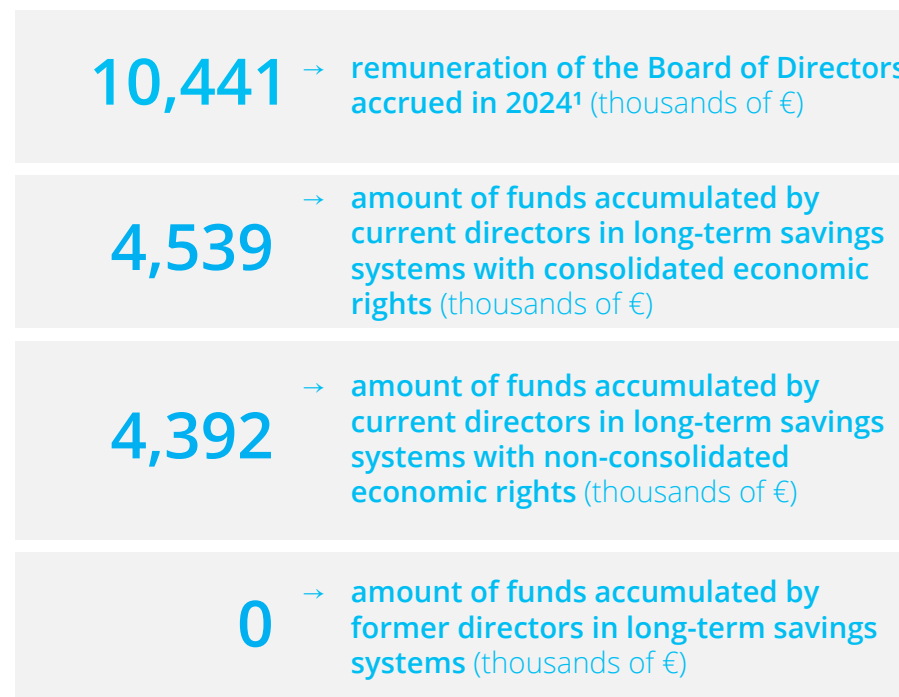 10,441 → remuneration of the Board of Directors
accrued in 2024¹ (thousands of €)
4,539 → amount of funds accumulated by
current directors in long-term savings
systems with consolidated economic
rights (thousands of €)
4,392 → amount of funds accumulated by
current directors in long-term savings
systems with non-consolidated
economic rights (thousands of €)
0 → amount of funds accumulated by
former directors in long-term savings
systems (thousands of €)